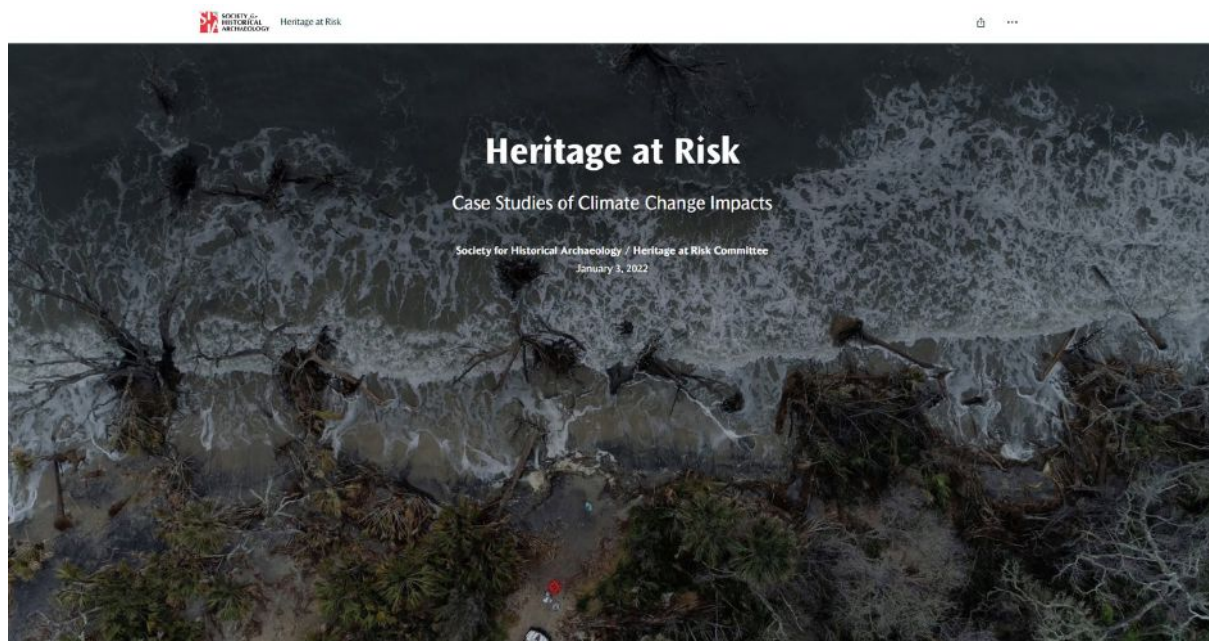 SOCIETY for
HISTORICAL
ARCHAEOLOGY
Heritage at Risk
Heritage at Risk
Case Studies of Climate Change Impacts
Society for Historical Archaeology / Heritage at Risk Committee
January 3, 2022